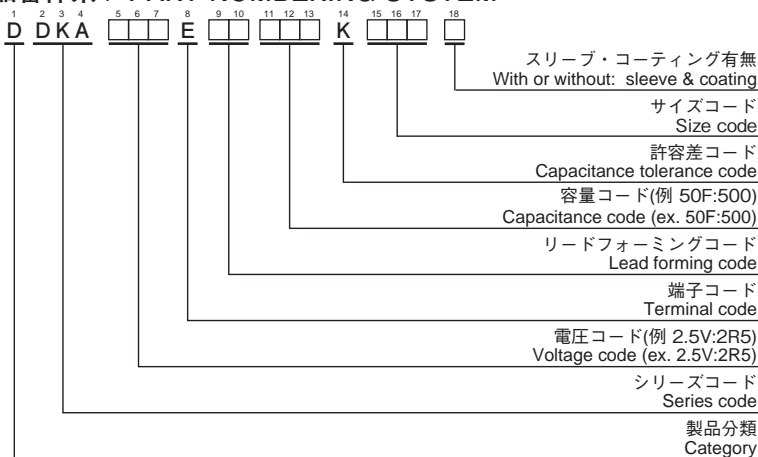 1 2 3 4 5 6 7 8 9 10 11 12 13 14 15 16 17 18
D DKA □□□ E □□ □□□ K □□□ □
スリーブ・コーティング有無
With or without: sleeve & coating
サイズコード
Size code
許容差コード
Capacitance tolerance code
容量コード(例 50F:500)
Capacitance code (ex. 50F:500)
リードフォーミングコード
Lead forming code
端子コード
Terminal code
電圧コード(例 2.5V:2R5)
Voltage code (ex. 2.5V:2R5)
シリーズコード
Series code
製品分類
Category